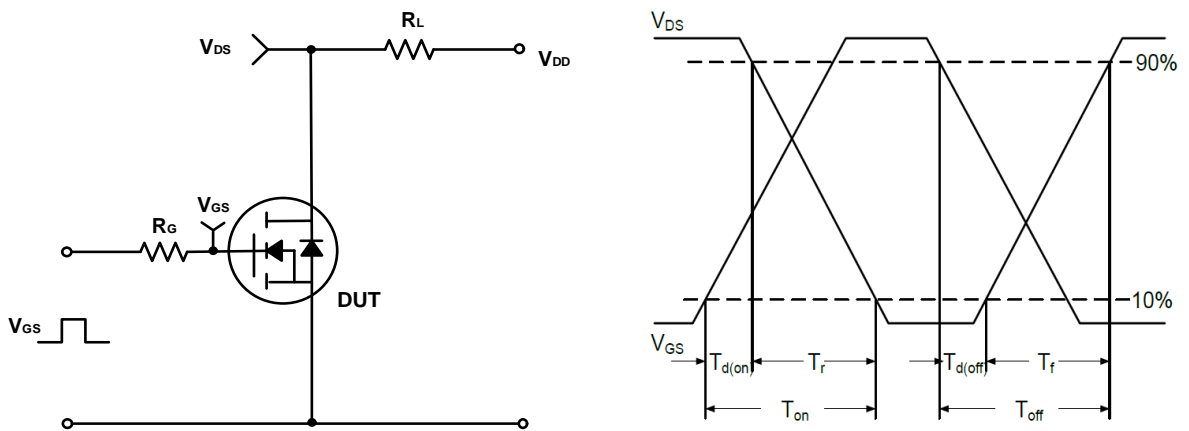 RL
VDS
VDD
VGS
RG
DUT
VGS
VDS
90%
10%
VGS
Td(on)
Tr
Td(off)
Tf
Ton
Toff